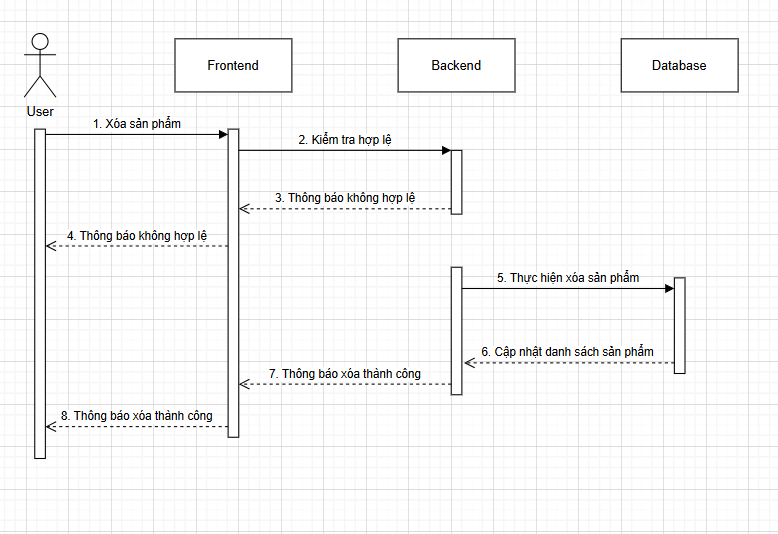 Frontend
Backend
Database
User
1. Xóa sản phẩm
2. Kiểm tra hợp lệ
3. Thông báo không hợp lệ
4. Thông báo không hợp lệ
5. Thực hiện xóa sản phẩm
6. Cập nhật danh sách sản phẩm
7. Thông báo xóa thành công
8. Thông báo xóa thành công